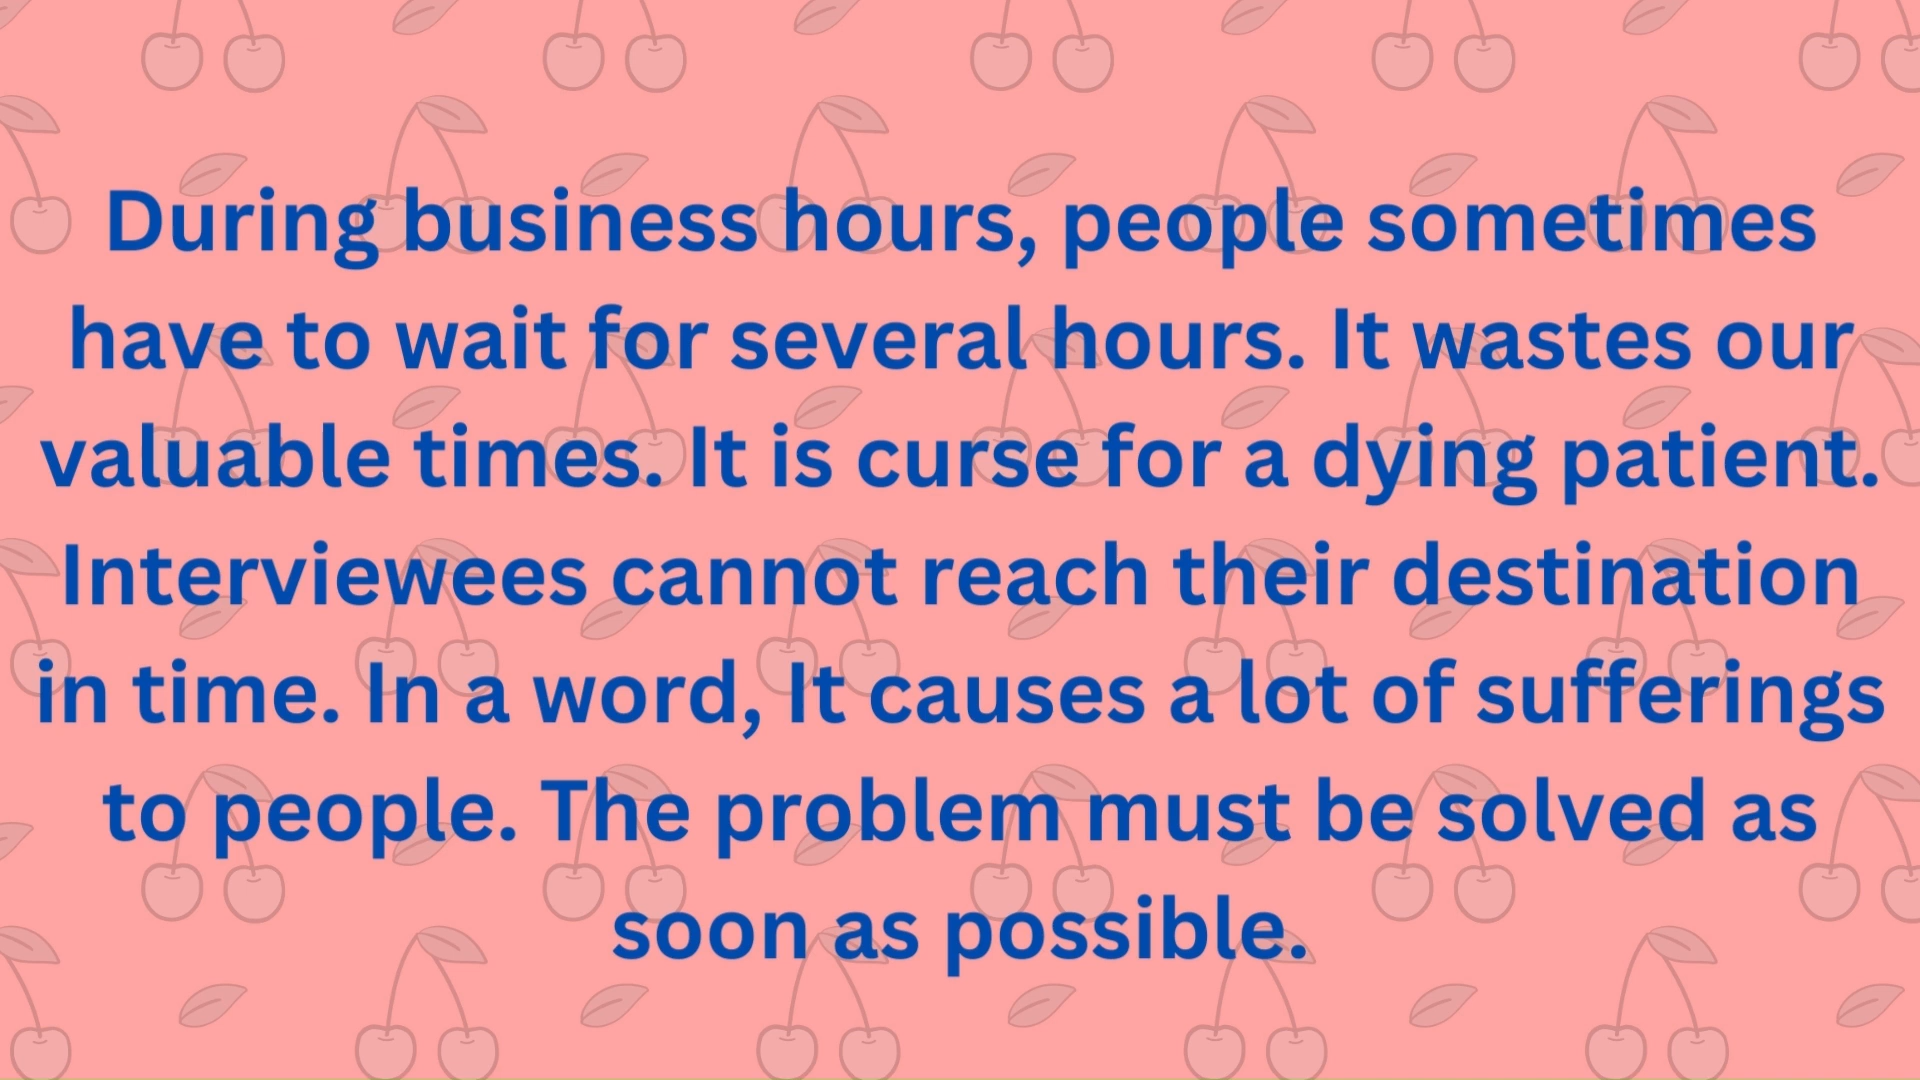 During business hours, people sometimes
have to wait for several hours. It wastes our
valuable times. It is curse for a dying patient.
Interviewees cannot reach their destination
in time. In a word, It causes a lot of sufferings
to people. The problem must be solved as
soon as possible.